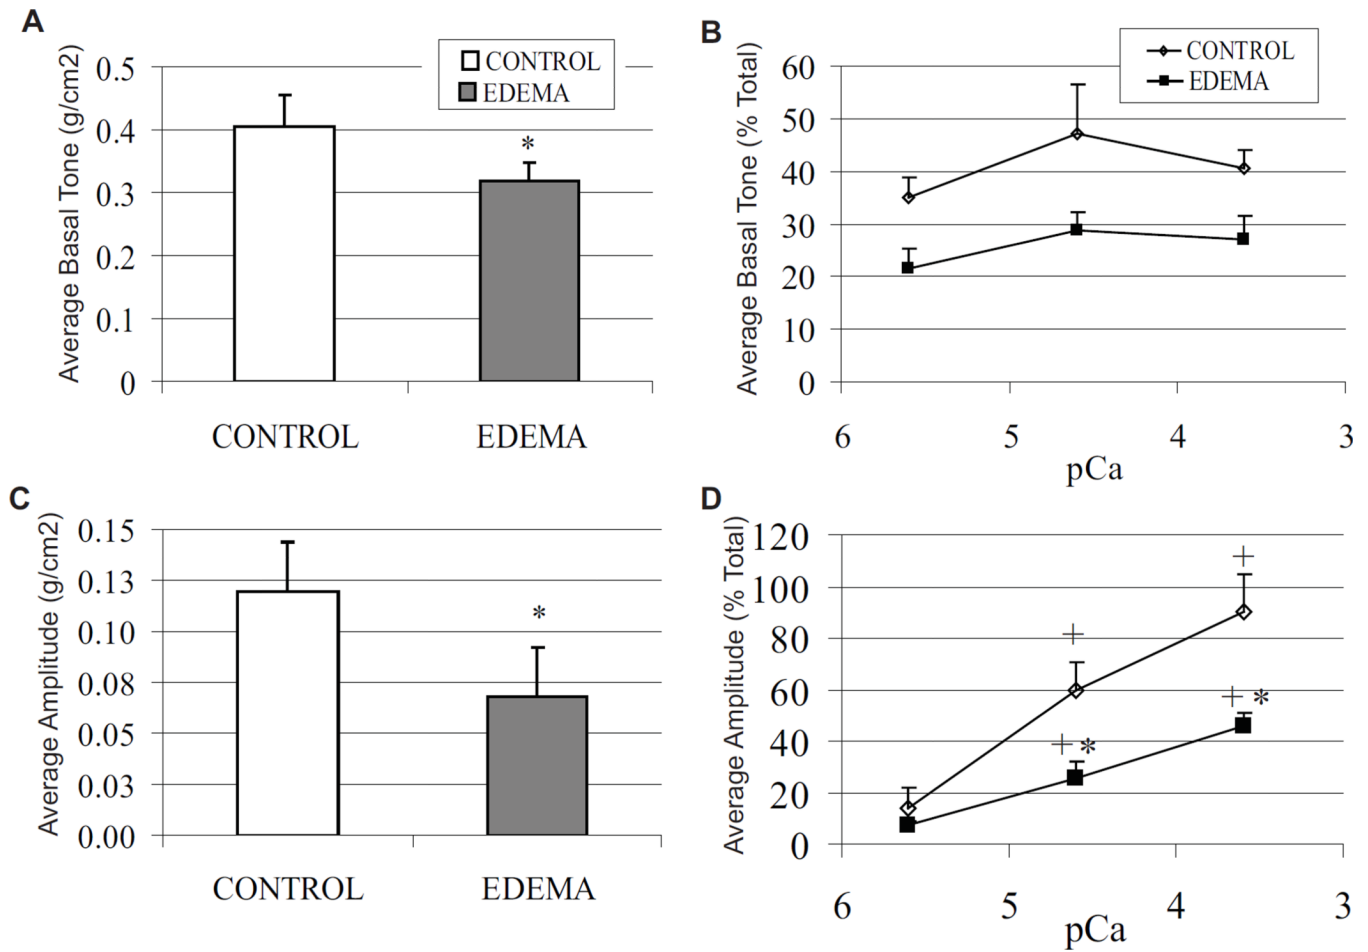 A
Average Basal Tone (g/cm2)
CONTROL
EDEMA
0.5
0.4
0.3
0.2
0.1
0
*
CONTROL EDEMA
B
Average Basal Tone (% Total)
CONTROL
EDEMA
60
50
40
30
20
10
0
6 5 4 3
pCa
C
Average Amplitude (g/cm2)
0.15
0.13
0.10
0.08
0.05
0.03
0.00
*
CONTROL EDEMA
D
Average Amplitude (% Total)
120
100
80
60
40
20
0
+
+
+ *
+ *
6 5 4 3
pCa